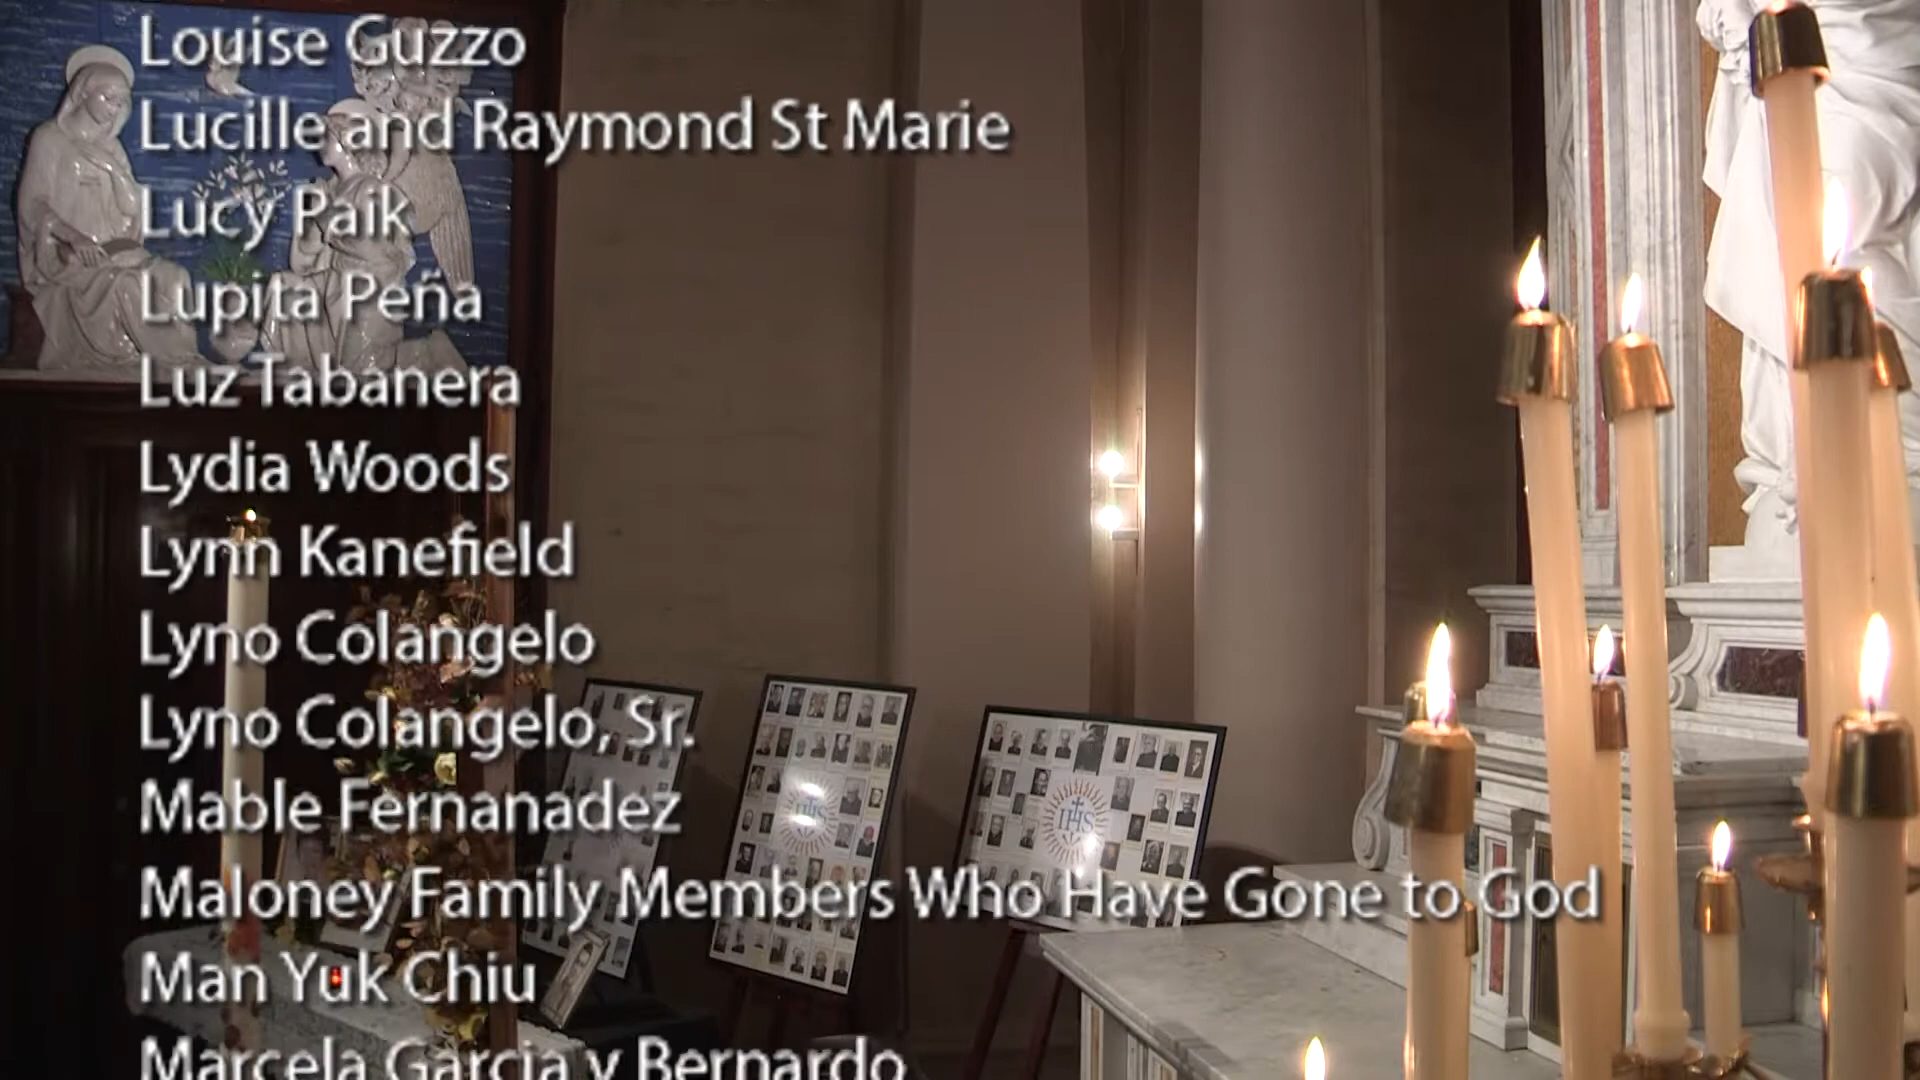 Louise Guzzo
Lucille and Raymond St Marie
Lucy Paik
Lupita Peña
Luz Tabanera
Lydia Woods
Lynn Kanefield
Lyno Colangelo
Lyno Colangelo, Sr.
Mable Fernanadez
Maloney Family Members Who Have Gone to God
Man Yuk Chiu
Marcela Garcia y Bernardo
IHS
IHS